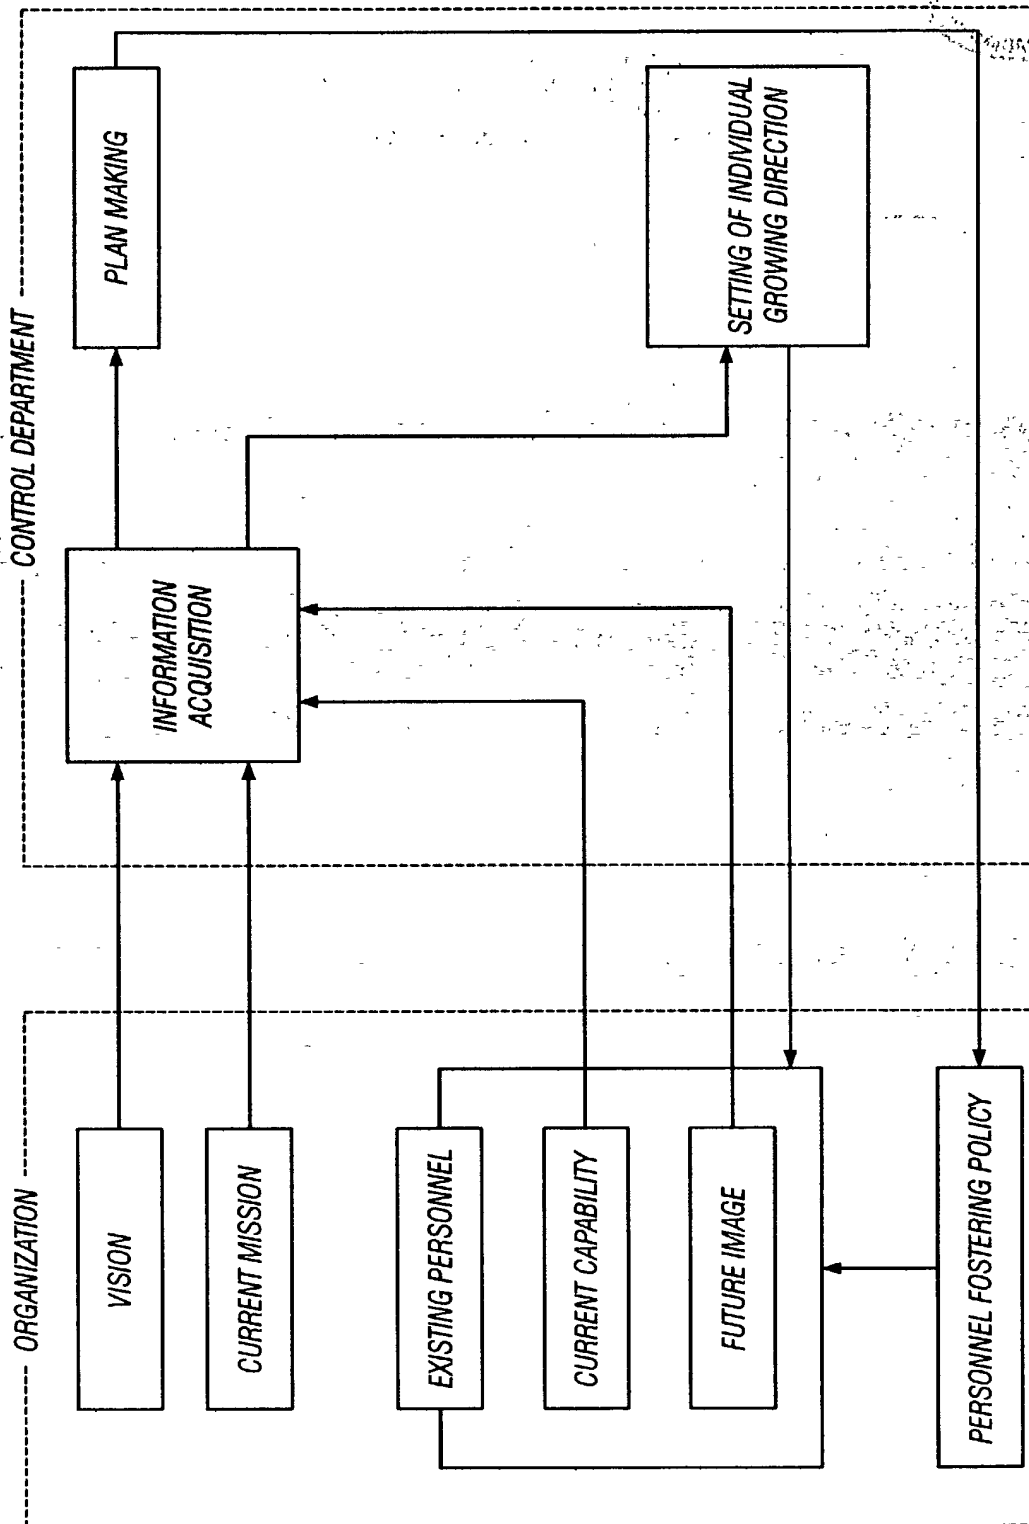 ORGANIZATION
VISION
CURRENT MISSION
EXISTING PERSONNEL
CURRENT CAPABILITY
FUTURE IMAGE
PERSONNEL FOSTERING POLICY
CONTROL DEPARTMENT
INFORMATION
ACQUISITION
PLAN MAKING
SETTING OF INDIVIDUAL
GROWING DIRECTION